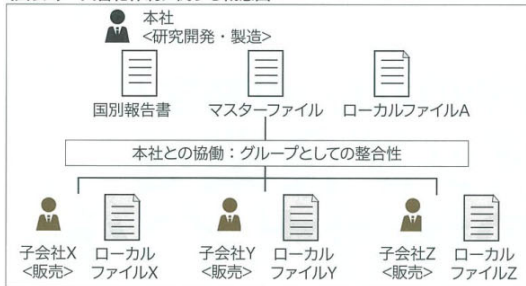 本社
<研究開発・製造>
国別報告書 マスターファイル ローカルファイルA
本社との協働:グループとしての整合性
子会社X ローカル 子会社Y ローカル 子会社Z ローカル
<販売> ファイルX <販売> ファイルY <販売> ファイルZ